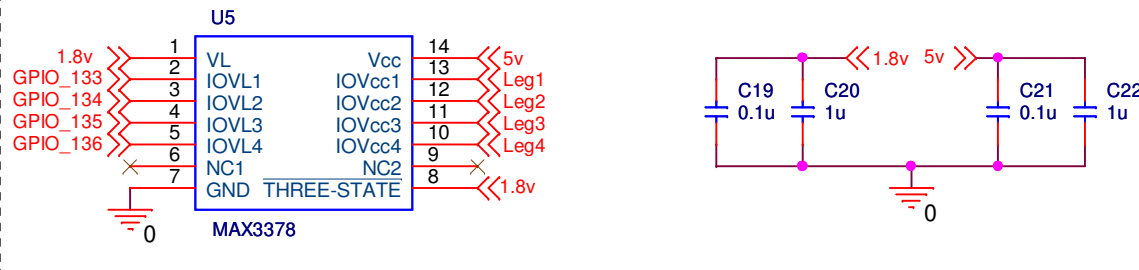 U5
1 14
1.8v VL Vcc 5v
2 13
GPIO_133 IOVL1 IOVcc1 Leg1
3 12
GPIO_134 IOVL2 IOVcc2 Leg2
4 11
GPIO_135 IOVL3 IOVcc3 Leg3
5 10
GPIO_136 IOVL4 IOVcc4 Leg4
6 9
NC1 NC2
7 8
GND THREE-STATE 1.8v
0
MAX3378
1.8v 5v
C19 C20 C21 C22
0.1u 1u 0.1u 1u
0